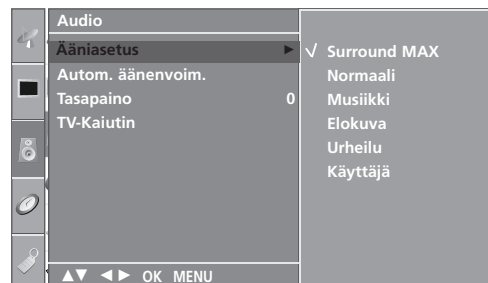 Audio
Ääniasetus ►
Autom. äänenvoim.
Tasapaino 0
TV-Kaiutin
√ Surround MAX
Normaali
Musiikki
Elokuva
Urheilu
Käyttäjä
▲▼ ◄► OK MENU